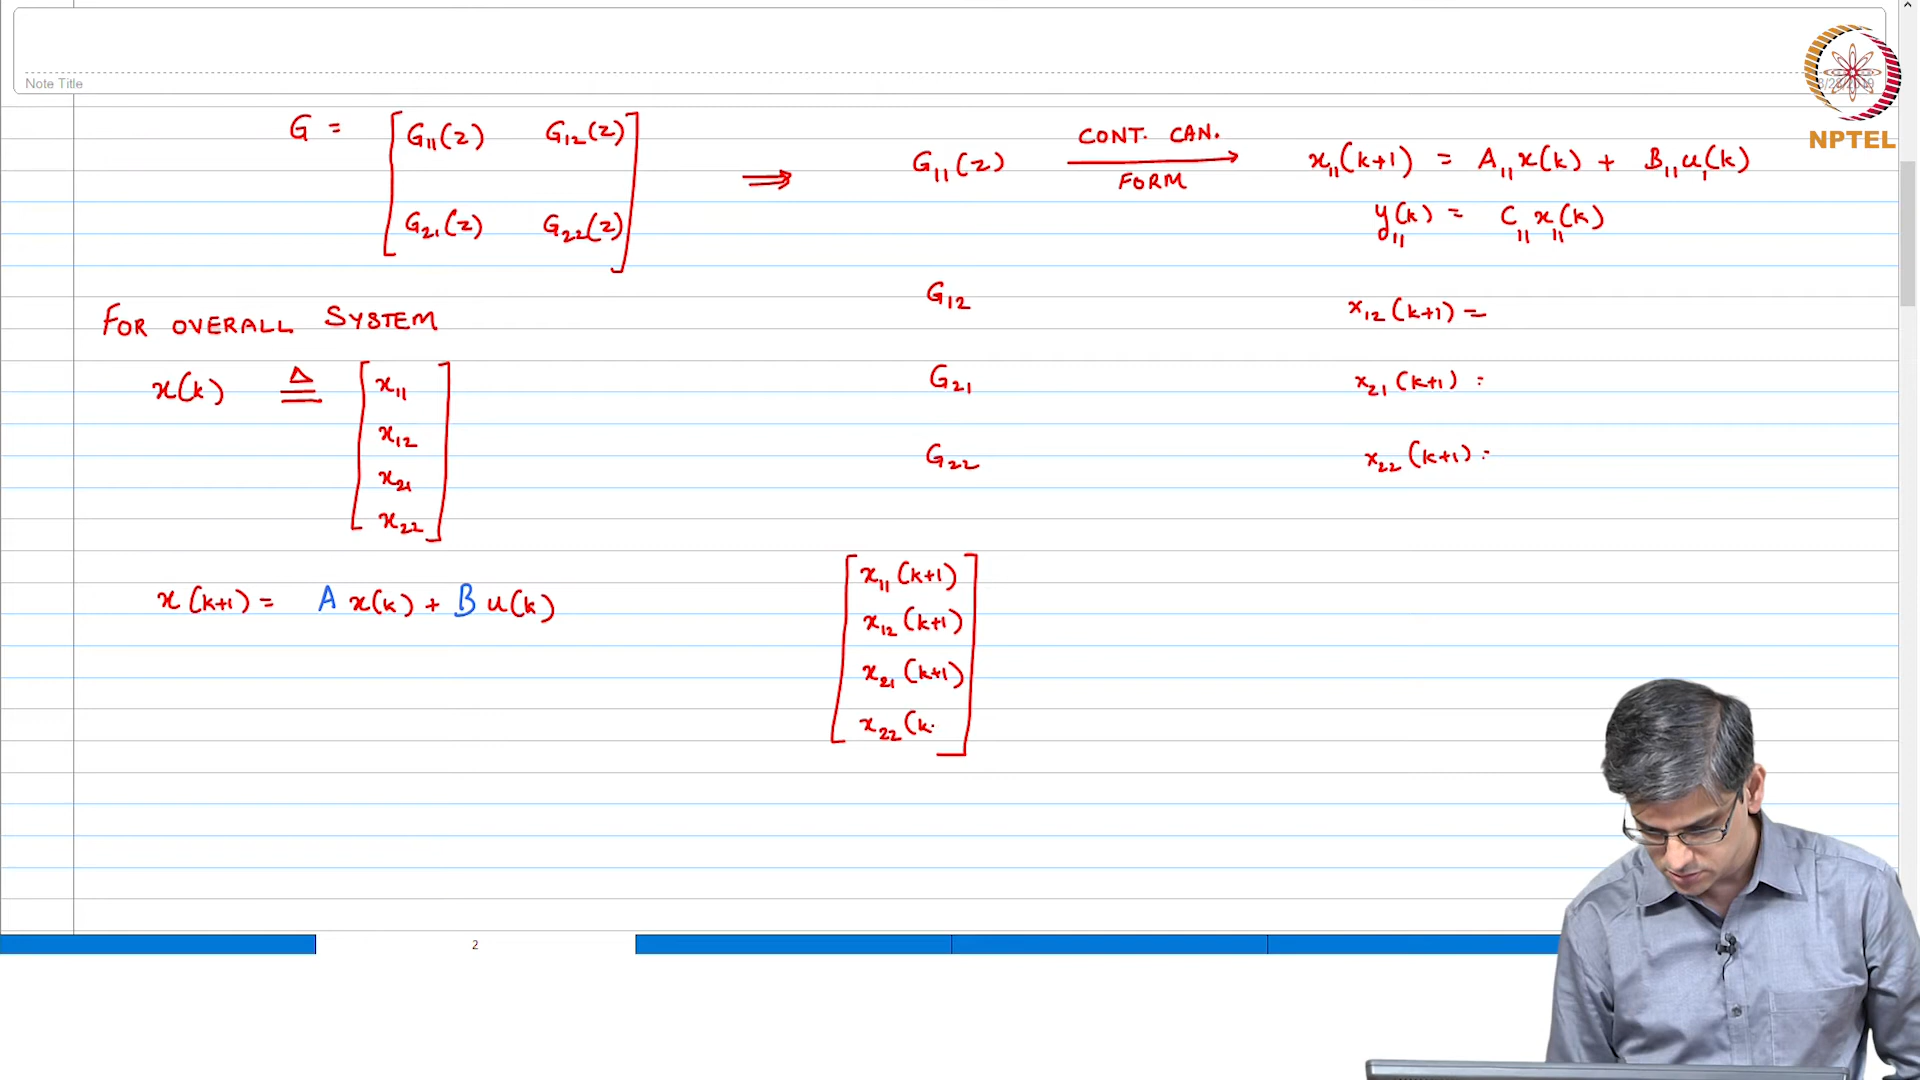 Note Title
NPTEL
G = [ G11(z) G12(z)
G21(z) G22(z) ]
⇒ G11(z) CONT. CAN. FORM → x11(k+1) = A11 x(k) + B11 u1(k)
y11(k) = C11 x11(k)
G12 x12(k+1) =
G21 x21(k+1) =
G22 x22(k+1) =
FOR OVERALL SYSTEM
x(k) ≜ [ x11
x12
x21
x22 ]
x(k+1) = A x(k) + B u(k)
[ x11(k+1)
x12(k+1)
x21(k+1)
x22(k ]
2